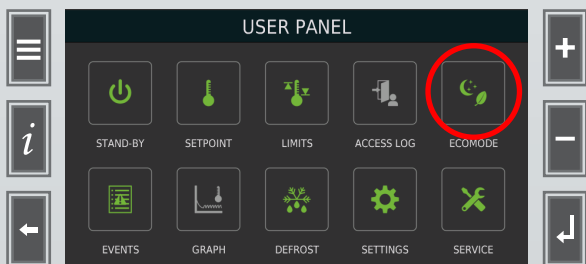 USER PANEL
STAND-BY SETPOINT LIMITS ACCESS LOG ECOMODE
i
EVENTS GRAPH DEFROST SETTINGS SERVICE